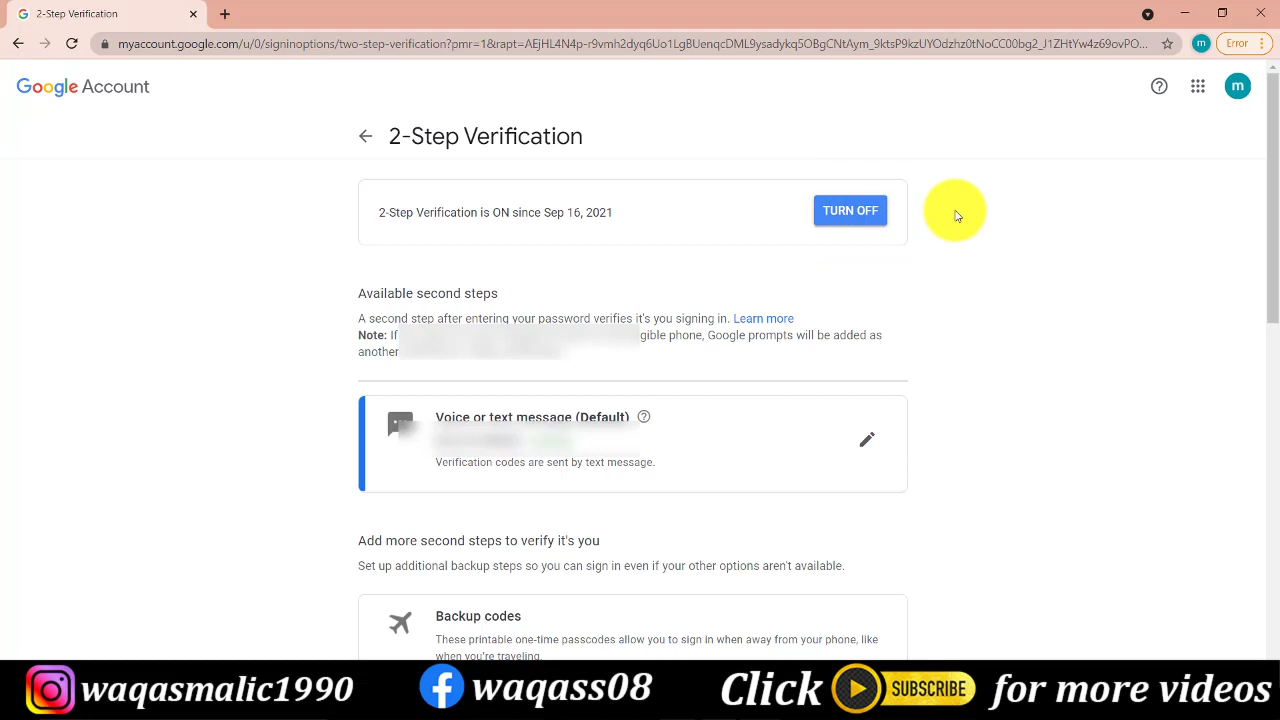 2-Step Verification
myaccount.google.com/u/0/signinoptions/two-step-verification?pmr=1&rapt=AEjHL4N4p-r9vmh2dyq6Uo1LgBUenqcDML9ysadykq5OBgCNtAym_9ktsP9kzUYOdzhz0tNoCC00bg2_J1ZHtYw4z69ovPO...
m
Error
Google Account
m
2-Step Verification
2-Step Verification is ON since Sep 16, 2021
TURN OFF
Available second steps
A second step after entering your password verifies it's you signing in. Learn more
Note: If gible phone, Google prompts will be added as
another
Voice or text message (Default)
Verification codes are sent by text message.
Add more second steps to verify it's you
Set up additional backup steps so you can sign in even if your other options aren't available.
Backup codes
These printable one-time passcodes allow you to sign in when away from your phone, like
when you're traveling.
waqasmalic1990 waqass08 Click SUBSCRIBE for more videos